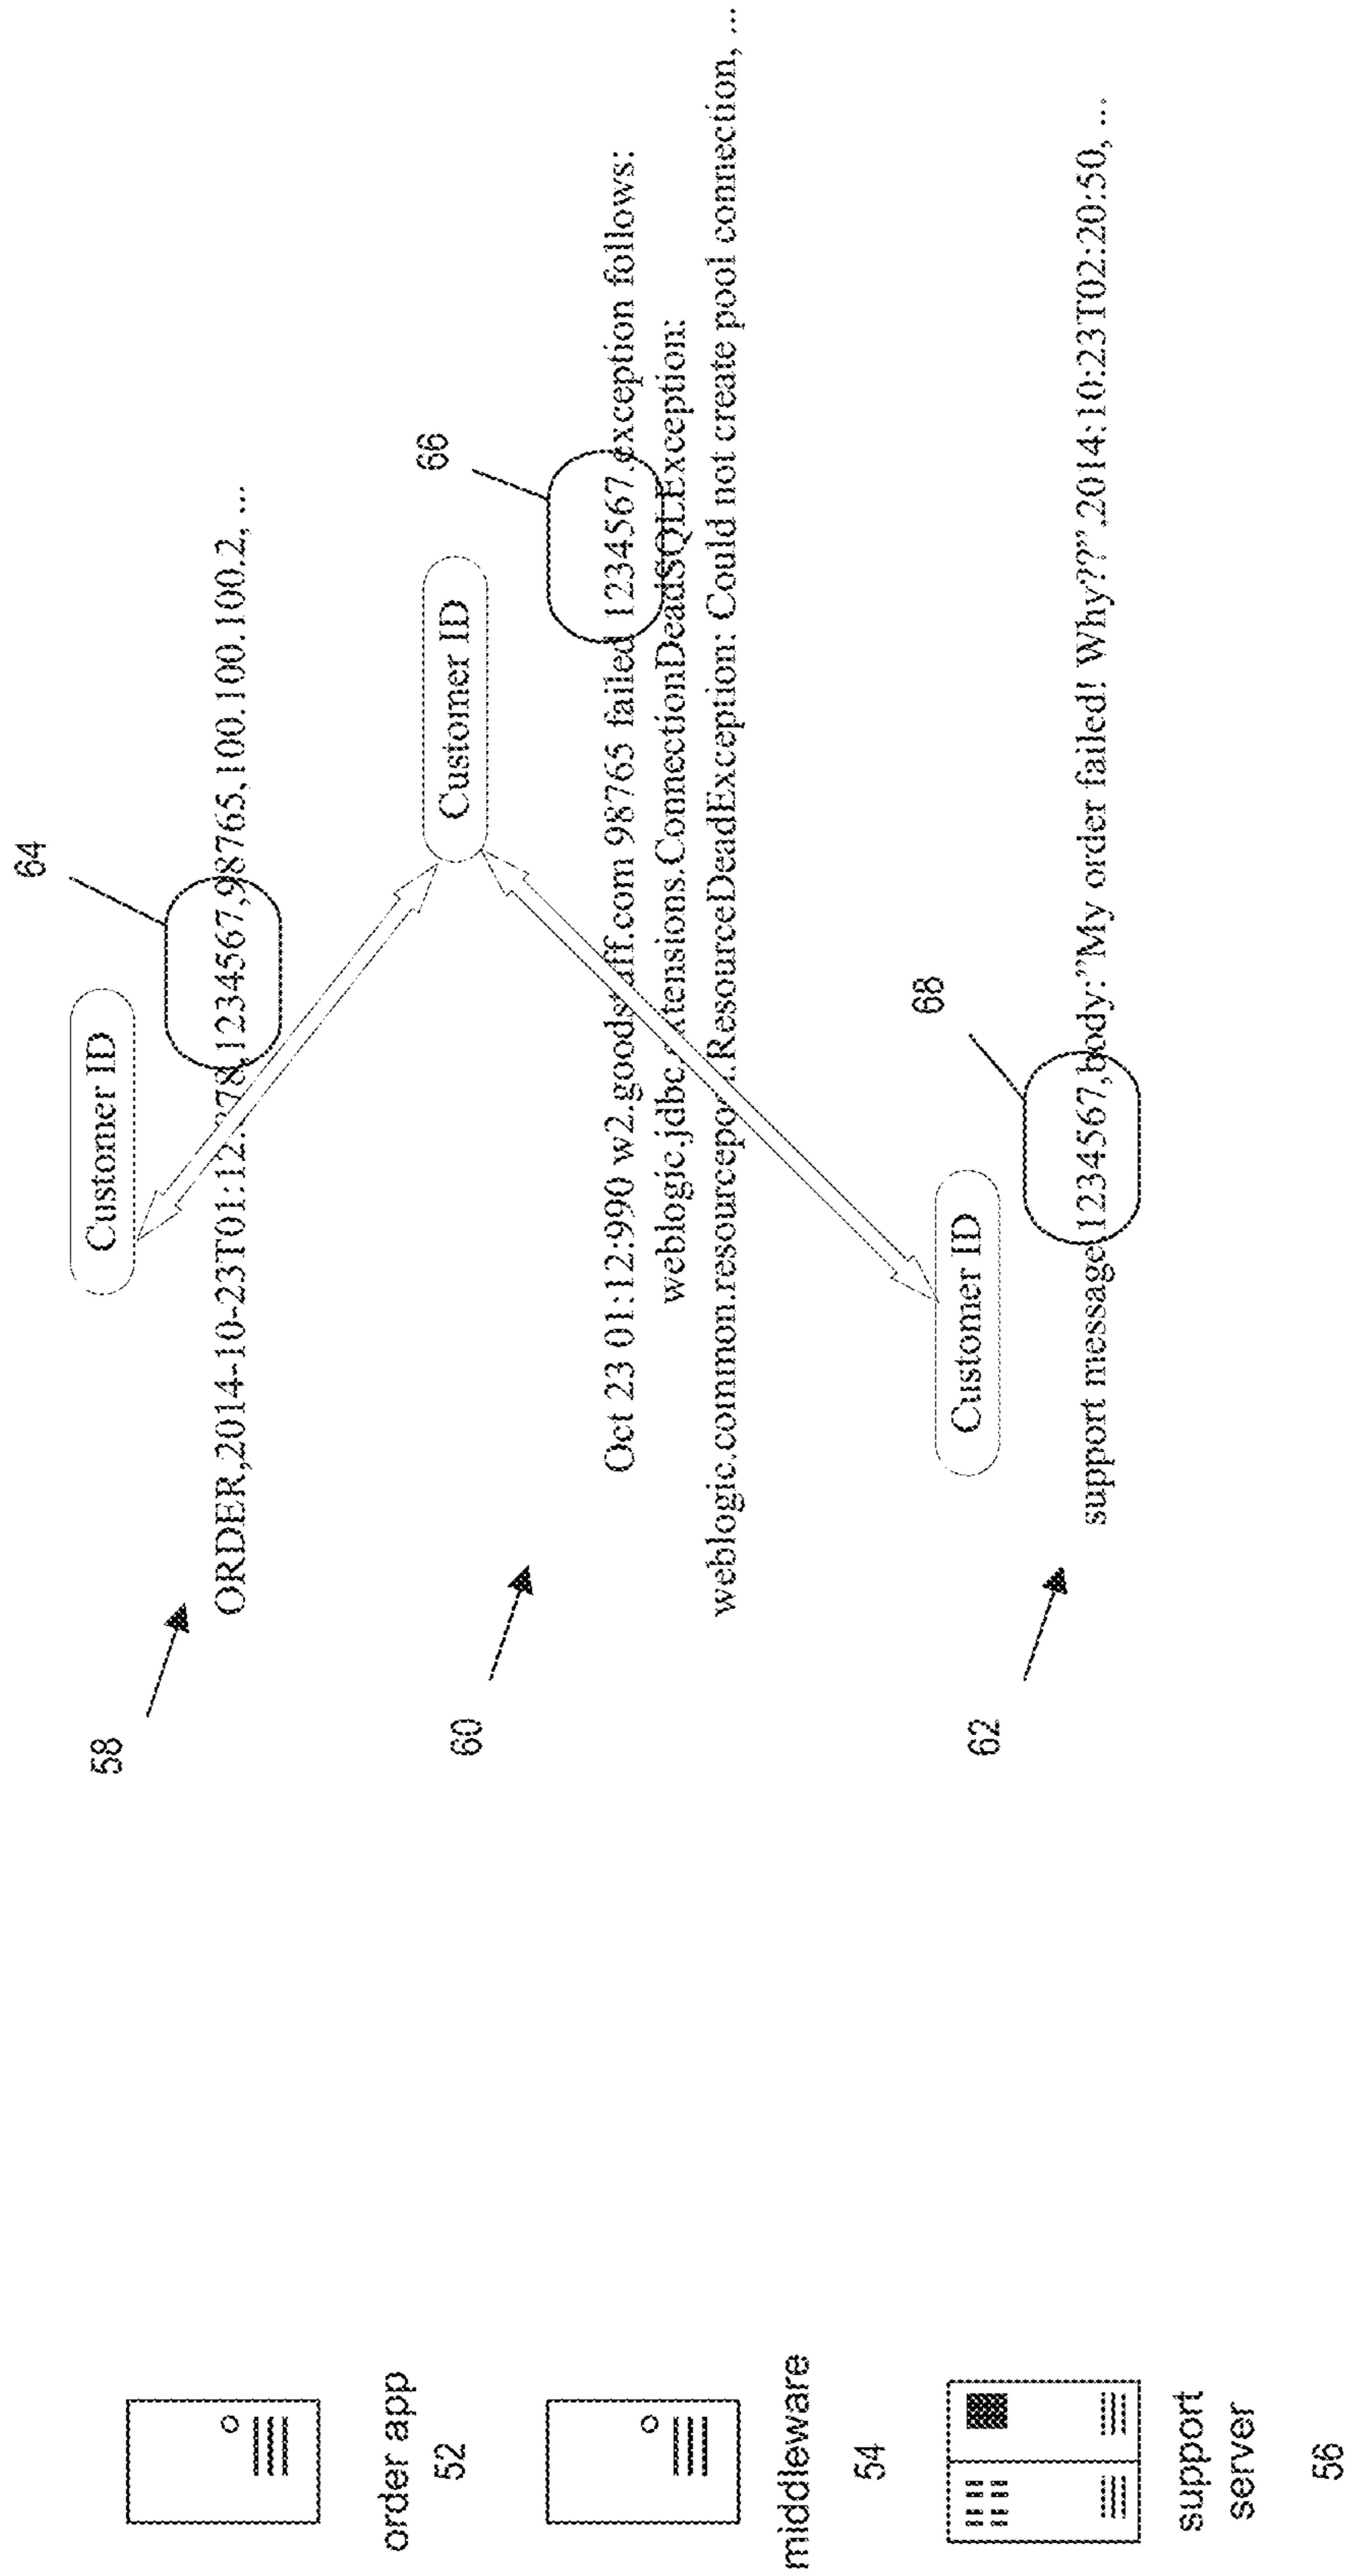 64
Customer ID
58
ORDER,2014-10-23T01:12: 78,1234567,98765,100.100.100.2, ...
order app
52
66
Customer ID
60
Oct 23 01:12:990 w2.goodstuff.com 98765 failed 1234567.exception follows:
weblogic.jdbc.extensions.ConnectionDeadSQLException:
weblogic.common.resourcepool.ResourceDeadException: Could not create pool connection, ...
middleware
54
68
Customer ID
62
support message 1234567,body:"My order failed! Why??",2014:10:23T02:20:50, ...
support
server
56